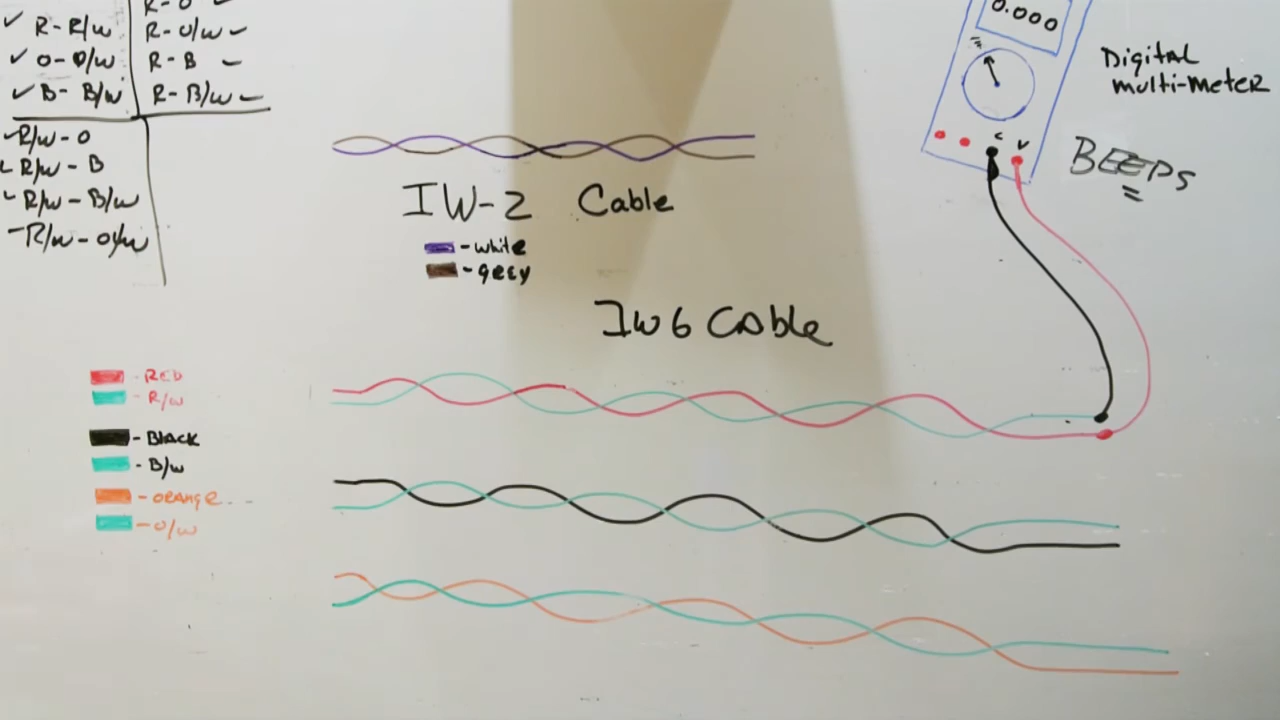 R-O
✓ R-R/W
R-O/W ✓
✓ O-O/W
R-B ✓
✓ B-B/W
R-B/W ✓
✓ R/W-O
✓ R/W-B
✓ R/W-B/W
R/W-O/W
0.000
Digital
multi-meter
C V
BEEPS
IW-2 Cable
-white
-grey
IW6 Cable
-RED
-R/W
-Black
-B/W
-orange
-O/W